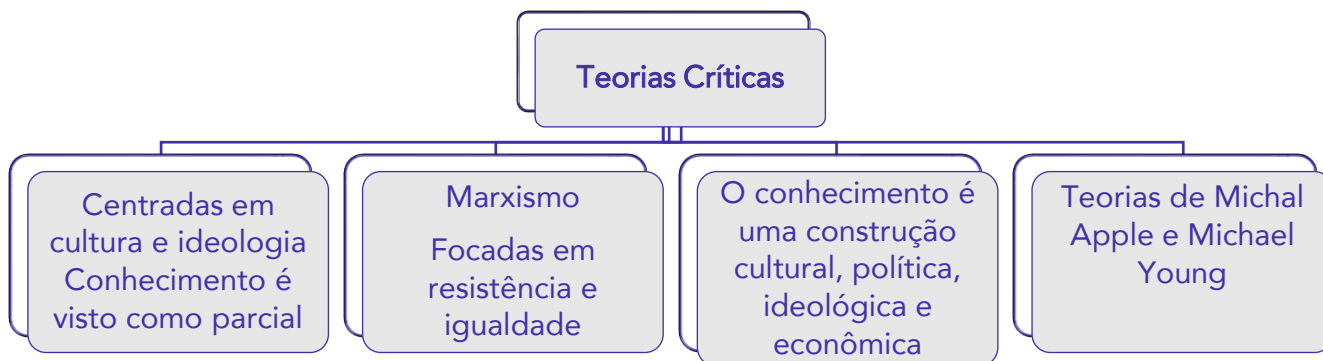 Teorias Críticas
Centradas em
cultura e ideologia
Conhecimento é
visto como parcial
Marxismo
Focadas em
resistência e
igualdade
O conhecimento é
uma construção
cultural, política,
ideológica e
econômica
Teorias de Michal
Apple e Michael
Young